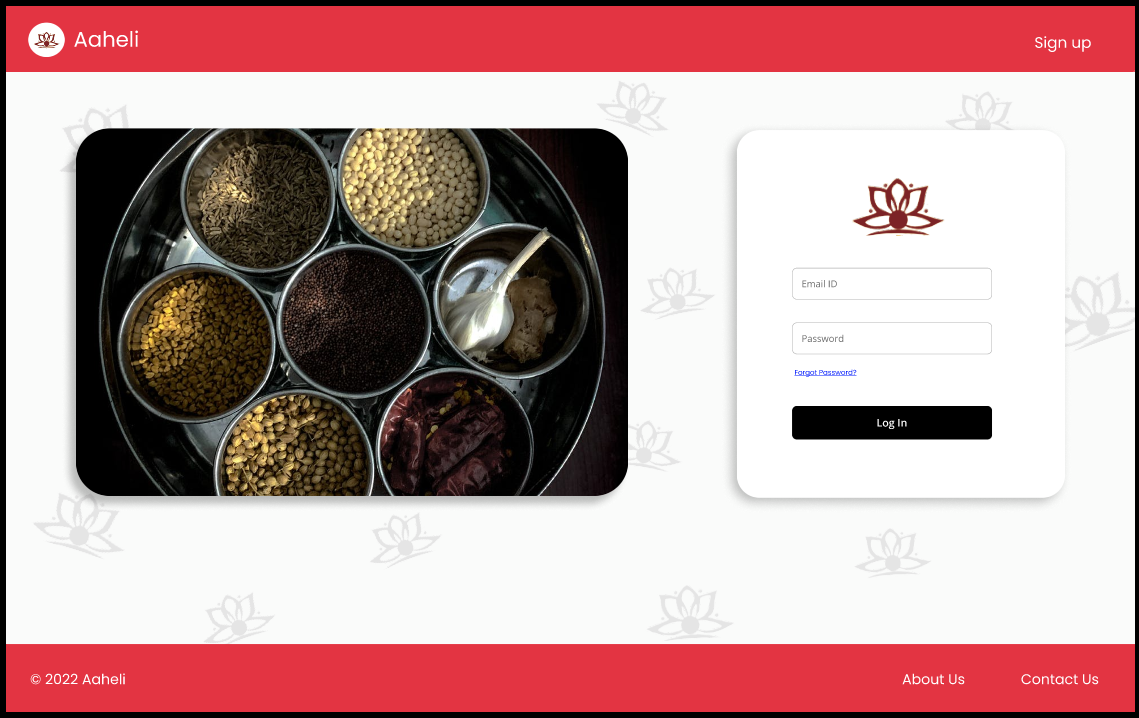 Aaheli
Sign up
Email ID
Password
Forgot Password?
Log In
© 2022 Aaheli
About Us
Contact Us